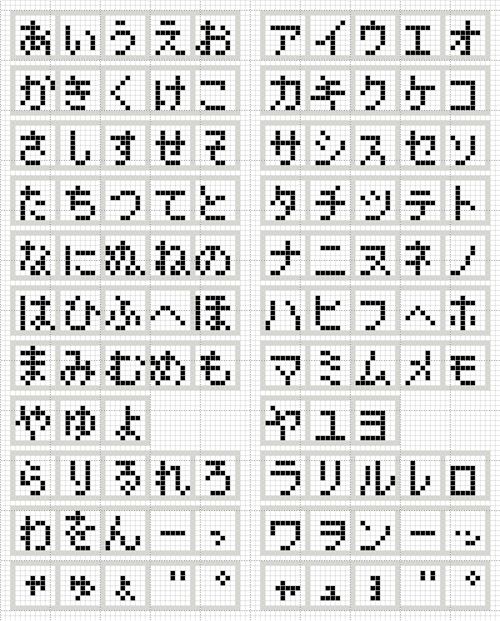 あいうえお
かきくけこ
さしすせそ
たちつてと
なにぬねの
はひふへほ
まみむめも
やゆよ
らりるれろ
わをんーっ
ゃゅょ゛゜
アイウエオ
カキクケコ
サシスセソ
タチツテト
ナニヌネノ
ハヒフヘホ
マミムメモ
ヤユヨ
ラリルレロ
ワヲンーッ
ャュョ゛゜